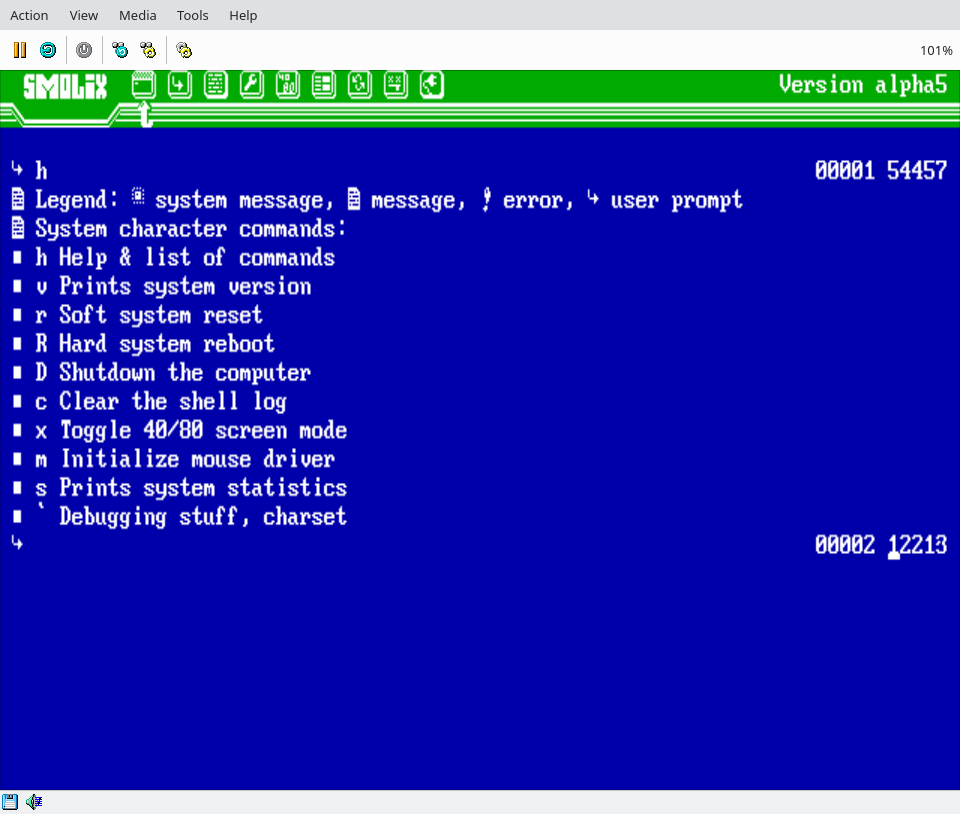 Action View Media Tools Help
101%
SMOLiX Version alpha5
h 00001 54457
Legend: system message, message, error, user prompt
System character commands:
h Help & list of commands
v Prints system version
r Soft system reset
R Hard system reboot
D Shutdown the computer
c Clear the shell log
x Toggle 40/80 screen mode
m Initialize mouse driver
s Prints system statistics
` Debugging stuff, charset
00002 12213